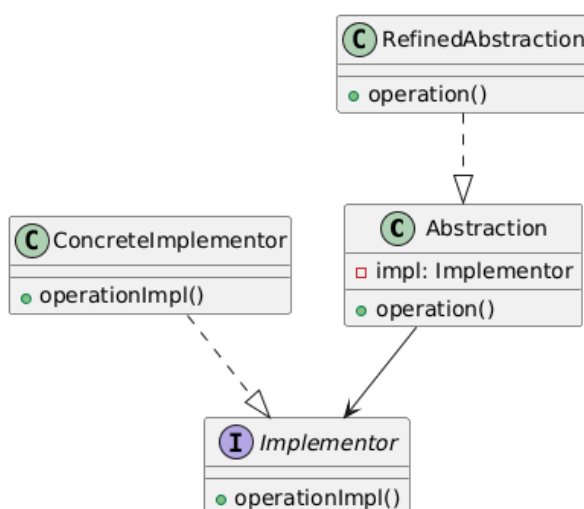 C RefinedAbstraction
operation()
C Abstraction
impl: Implementor
operation()
C ConcreteImplementor
operationImpl()
I Implementor
operationImpl()